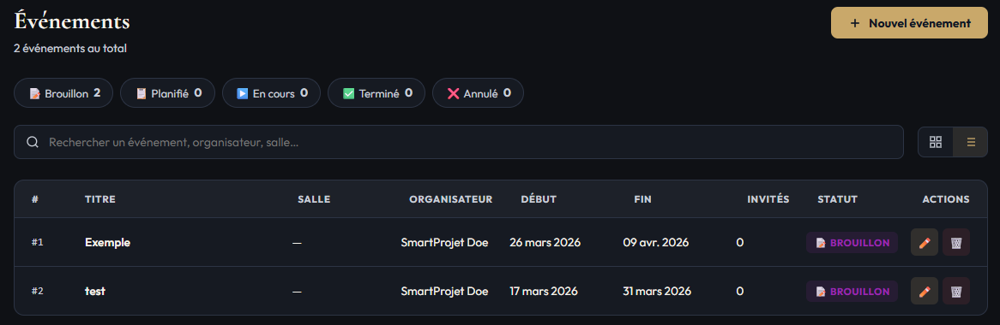 Événements
Nouvel événement
2 événements au total
Brouillon 2 Planifié 0 En cours 0 Terminé 0 Annulé 0
Rechercher un événement, organisateur, salle...
# TITRE SALLE ORGANISATEUR DÉBUT FIN INVITÉS STATUT ACTIONS
#1 Exemple — SmartProjet Doe 26 mars 2026 09 avr. 2026 0 BROUILLON
#2 test — SmartProjet Doe 17 mars 2026 31 mars 2026 0 BROUILLON